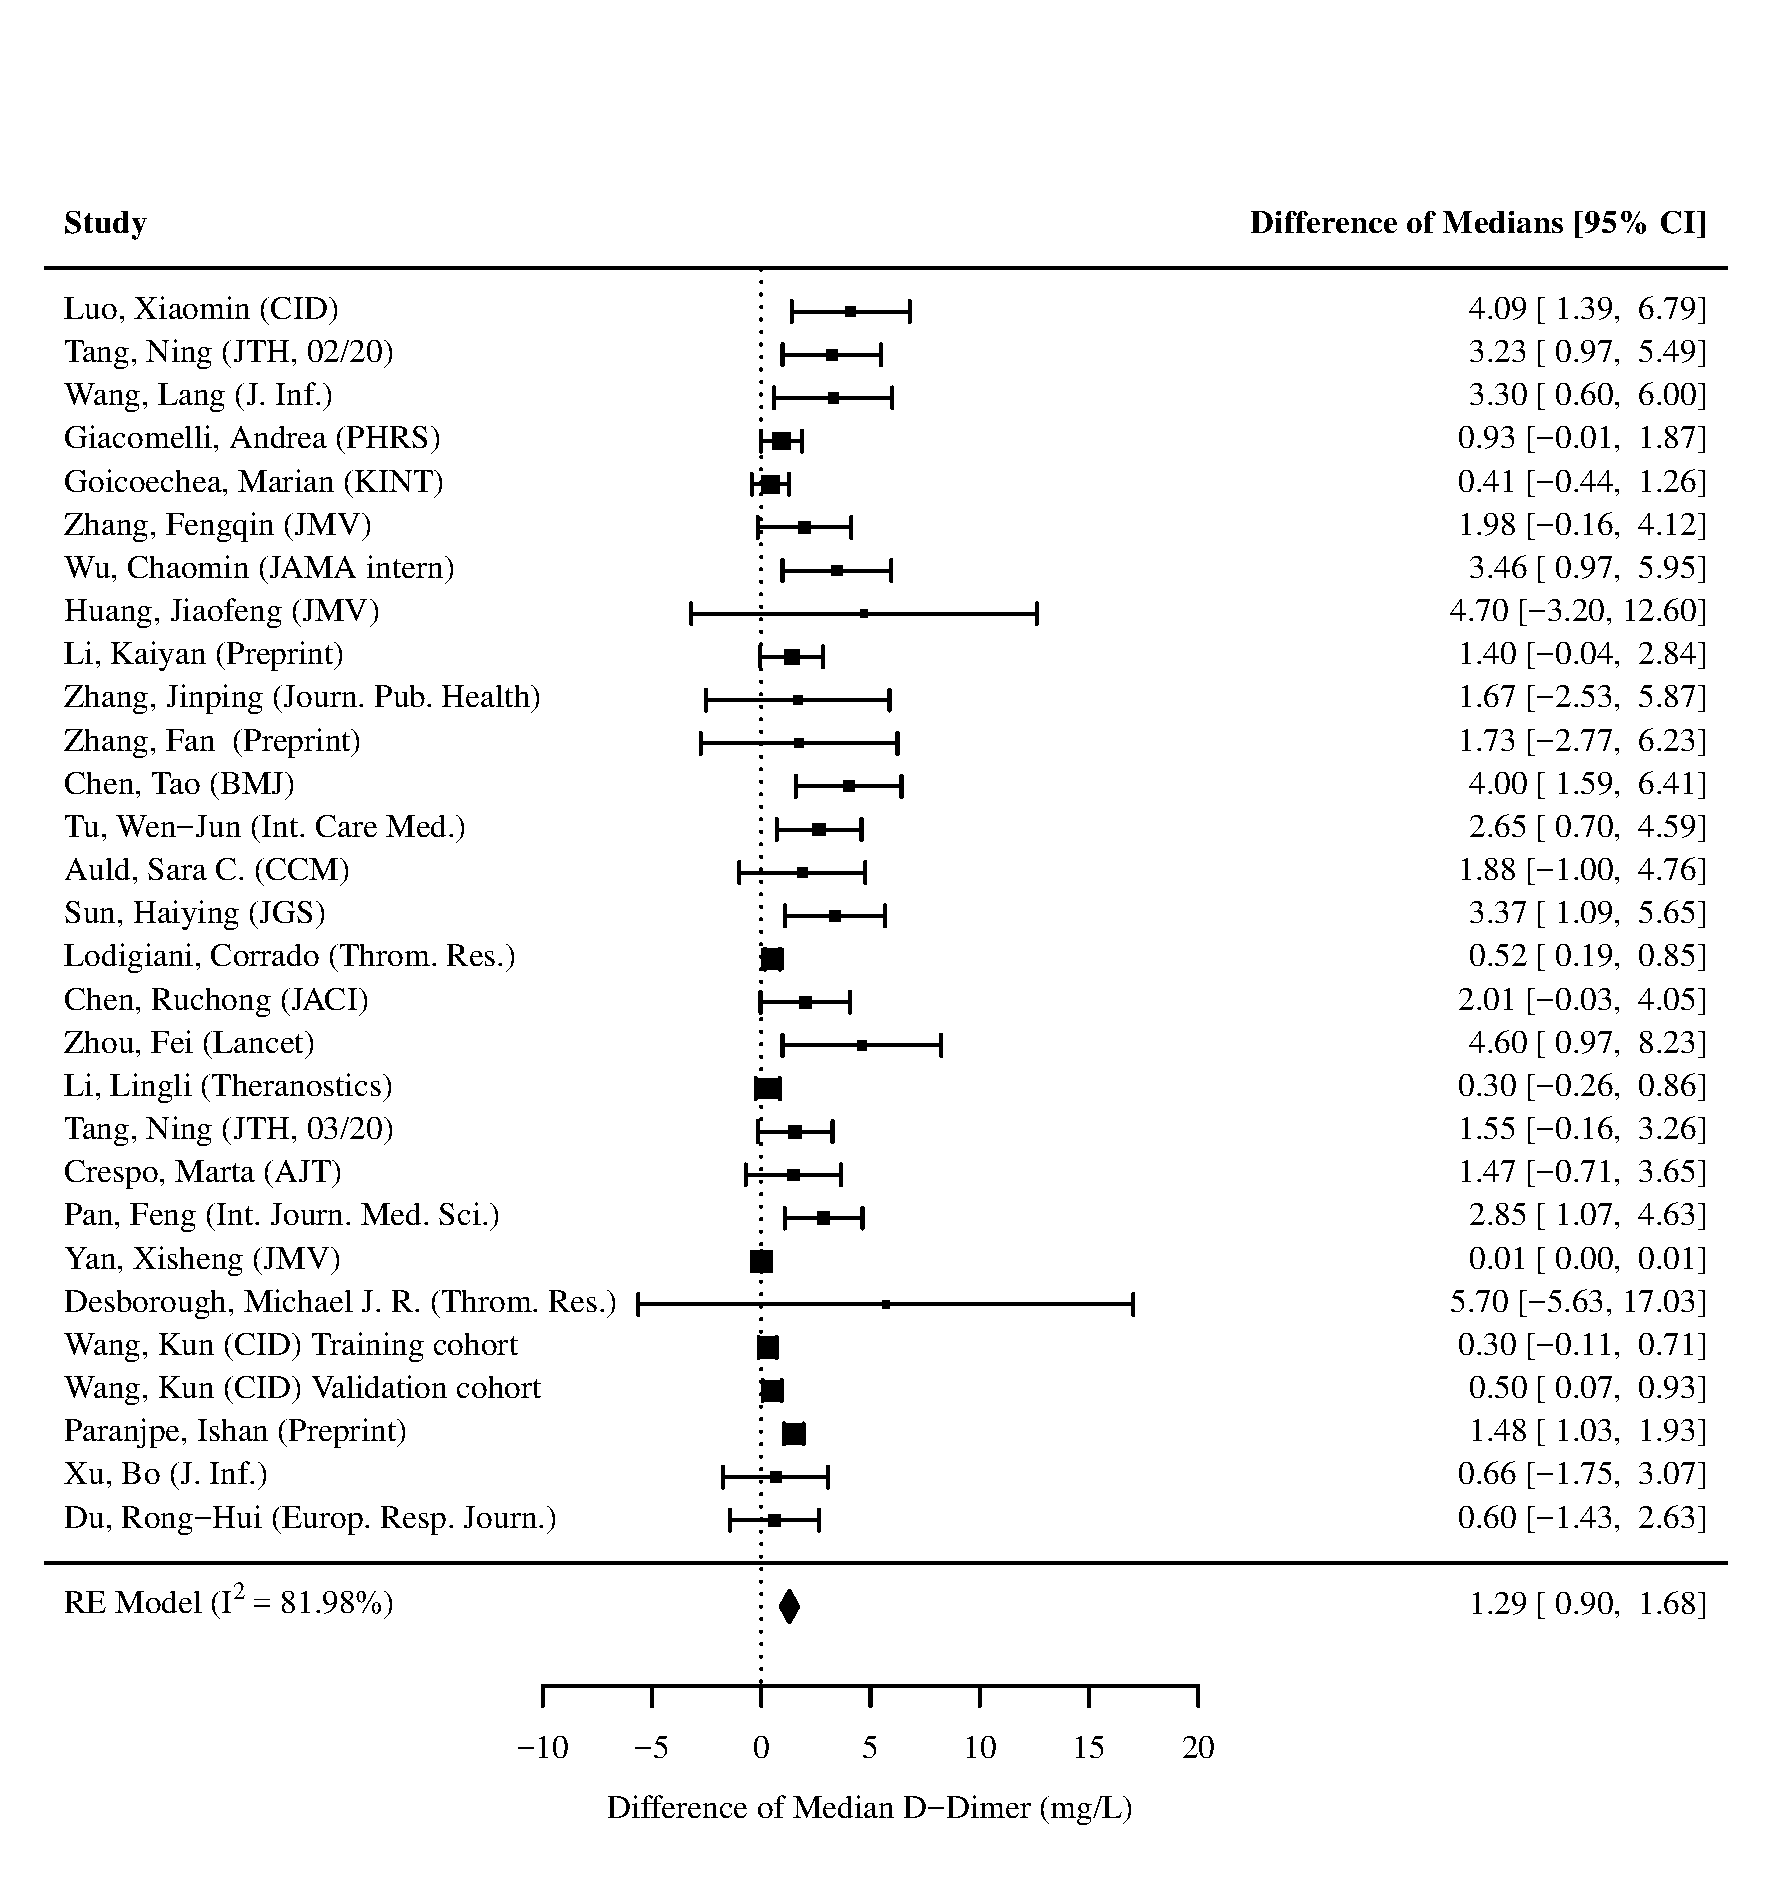 Study Difference of Medians [95% CI]
Luo, Xiaomin (CID) 4.09 [ 1.39, 6.79]
Tang, Ning (JTH, 02/20) 3.23 [ 0.97, 5.49]
Wang, Lang (J. Inf.) 3.30 [ 0.60, 6.00]
Giacomelli, Andrea (PHRS) 0.93 [−0.01, 1.87]
Goicoechea, Marian (KINT) 0.41 [−0.44, 1.26]
Zhang, Fengqin (JMV) 1.98 [−0.16, 4.12]
Wu, Chaomin (JAMA intern) 3.46 [ 0.97, 5.95]
Huang, Jiaofeng (JMV) 4.70 [−3.20, 12.60]
Li, Kaiyan (Preprint) 1.40 [−0.04, 2.84]
Zhang, Jinping (Journ. Pub. Health) 1.67 [−2.53, 5.87]
Zhang, Fan (Preprint) 1.73 [−2.77, 6.23]
Chen, Tao (BMJ) 4.00 [ 1.59, 6.41]
Tu, Wen−Jun (Int. Care Med.) 2.65 [ 0.70, 4.59]
Auld, Sara C. (CCM) 1.88 [−1.00, 4.76]
Sun, Haiying (JGS) 3.37 [ 1.09, 5.65]
Lodigiani, Corrado (Throm. Res.) 0.52 [ 0.19, 0.85]
Chen, Ruchong (JACI) 2.01 [−0.03, 4.05]
Zhou, Fei (Lancet) 4.60 [ 0.97, 8.23]
Li, Lingli (Theranostics) 0.30 [−0.26, 0.86]
Tang, Ning (JTH, 03/20) 1.55 [−0.16, 3.26]
Crespo, Marta (AJT) 1.47 [−0.71, 3.65]
Pan, Feng (Int. Journ. Med. Sci.) 2.85 [ 1.07, 4.63]
Yan, Xisheng (JMV) 0.01 [ 0.00, 0.01]
Desborough, Michael J. R. (Throm. Res.) 5.70 [−5.63, 17.03]
Wang, Kun (CID) Training cohort 0.30 [−0.11, 0.71]
Wang, Kun (CID) Validation cohort 0.50 [ 0.07, 0.93]
Paranjpe, Ishan (Preprint) 1.48 [ 1.03, 1.93]
Xu, Bo (J. Inf.) 0.66 [−1.75, 3.07]
Du, Rong−Hui (Europ. Resp. Journ.) 0.60 [−1.43, 2.63]
RE Model (I² = 81.98%) 1.29 [ 0.90, 1.68]
−10 −5 0 5 10 15 20
Difference of Median D−Dimer (mg/L)